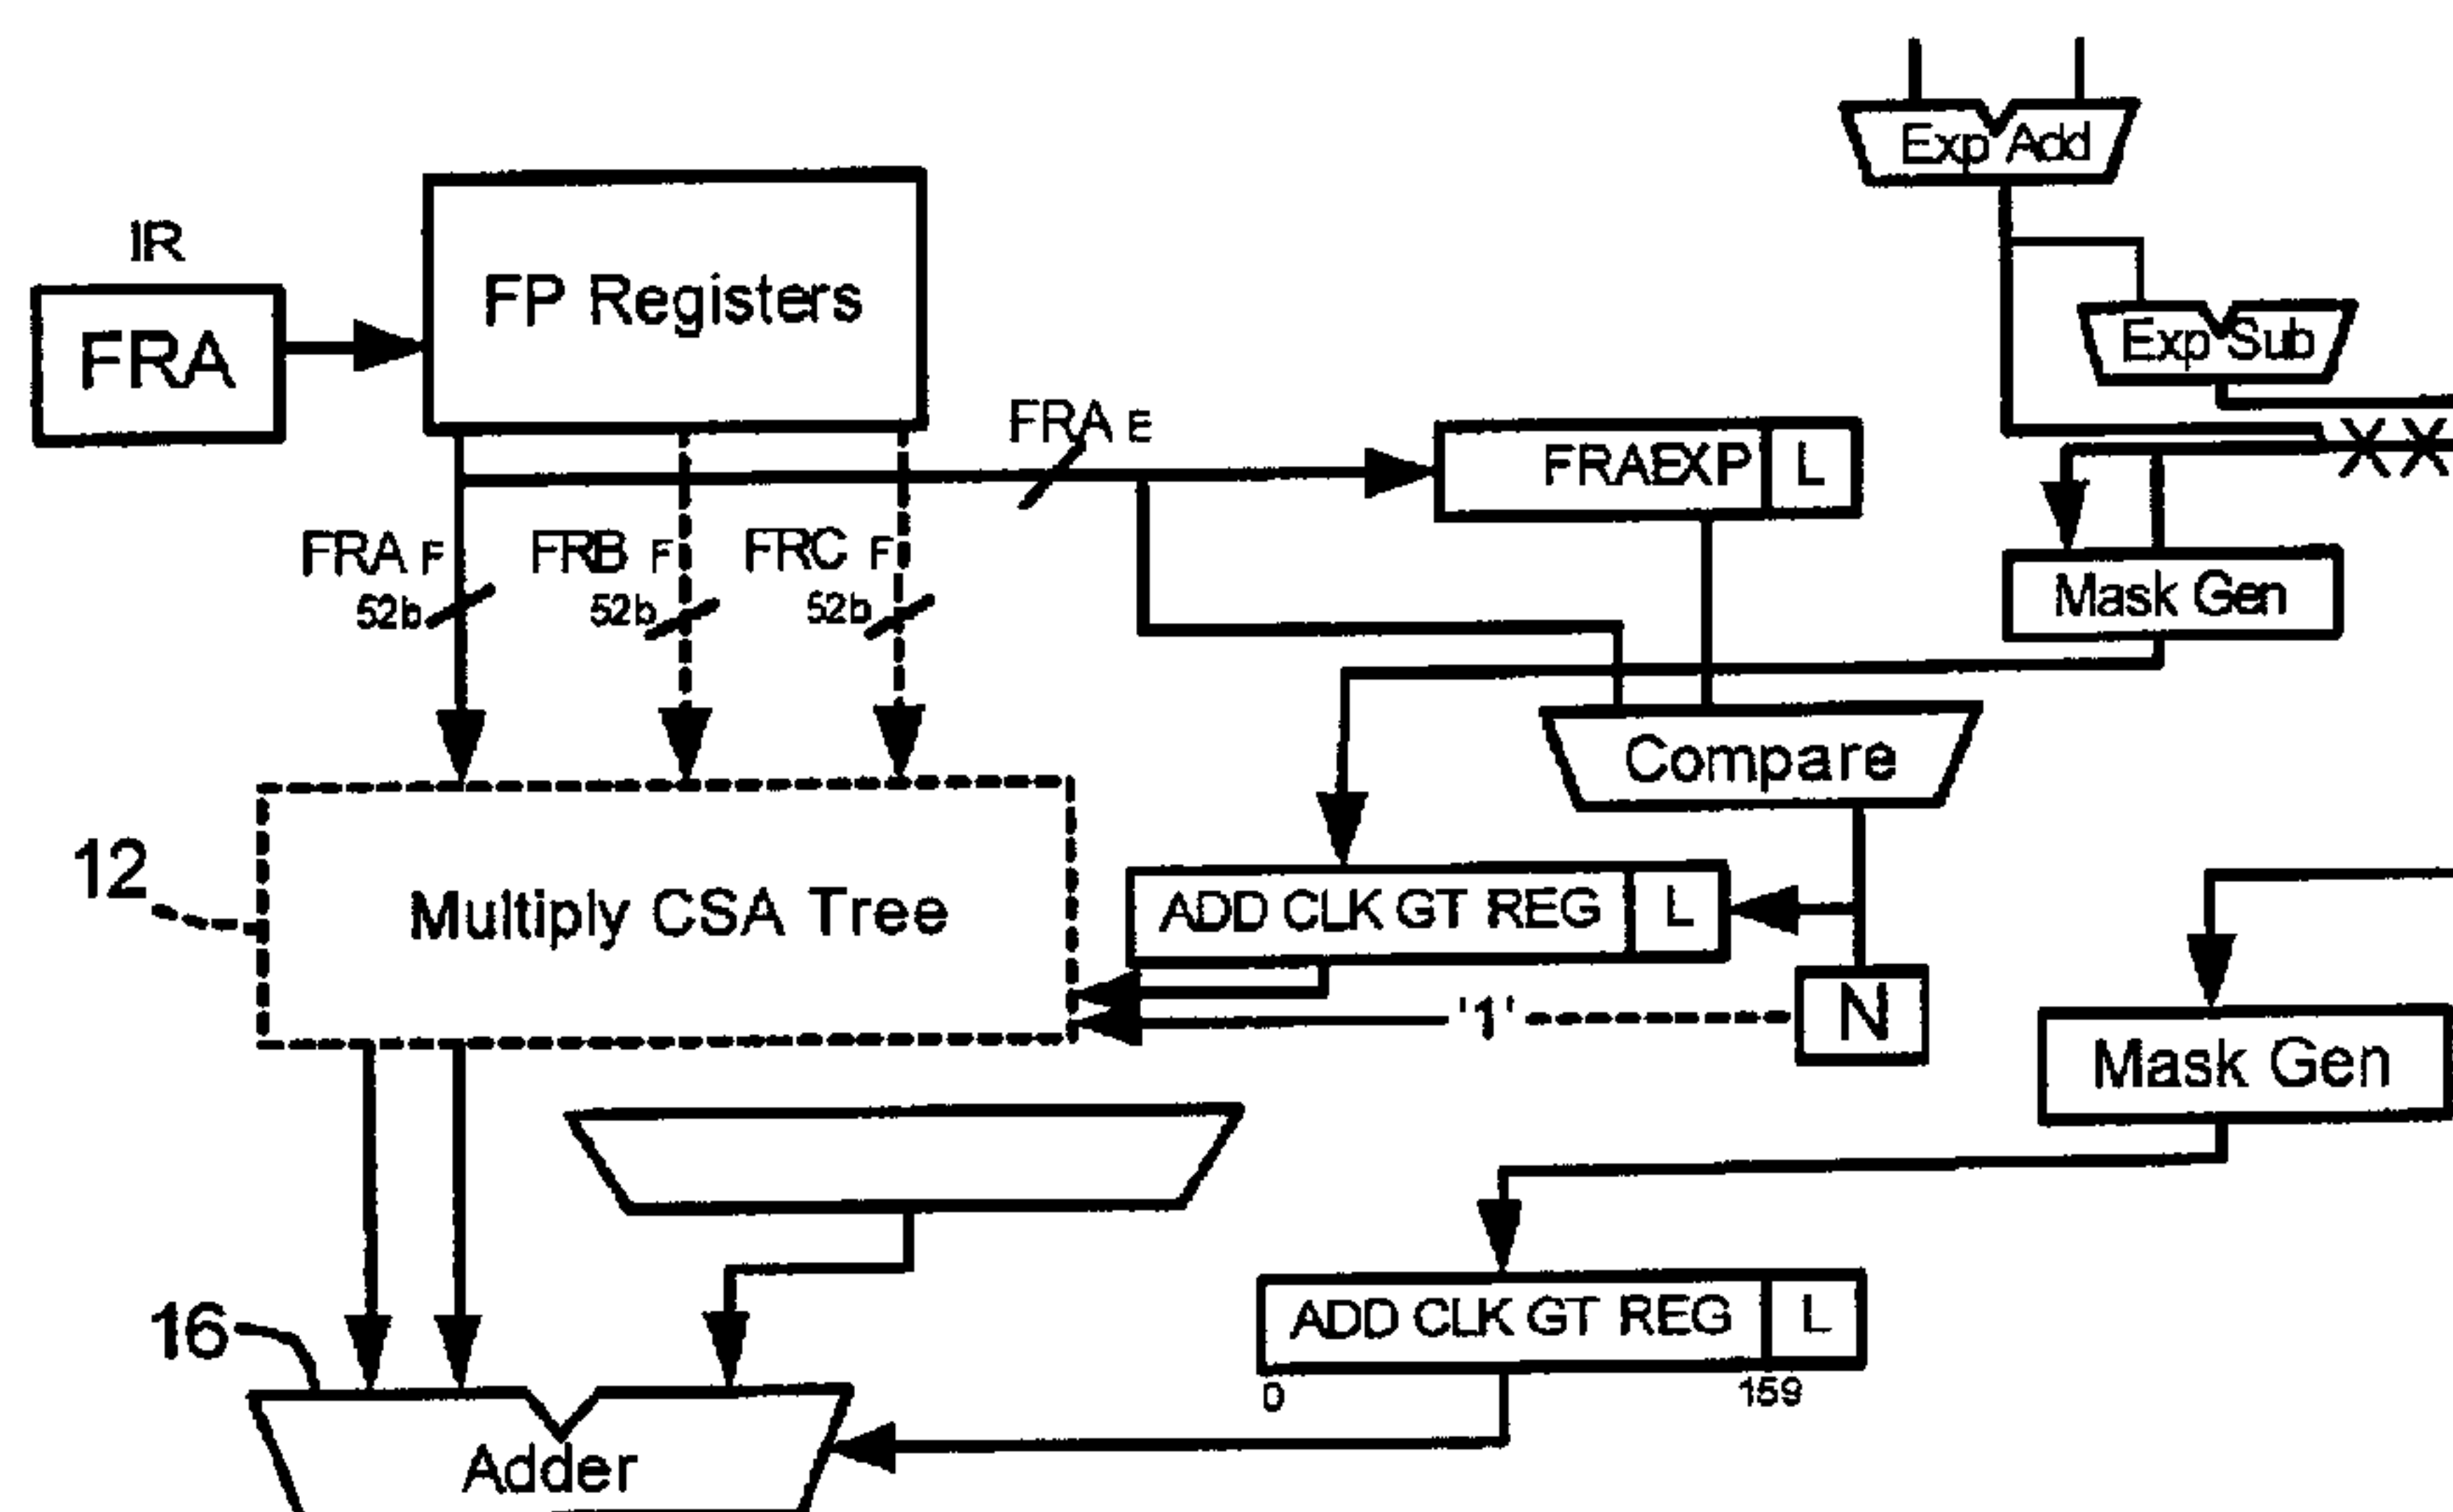 Exp Add
IR
FP Registers
FRA
Exp Sub
FRA E
FRAEXP L
XX
FRA F
FRB F
FRC F
52b
52b
52b
Mask Gen
Compare
12
Multiply CSA Tree
ADD CLK GT REG L
'1'
N
Mask Gen
16
ADD CLK GT REG L
0
159
Adder